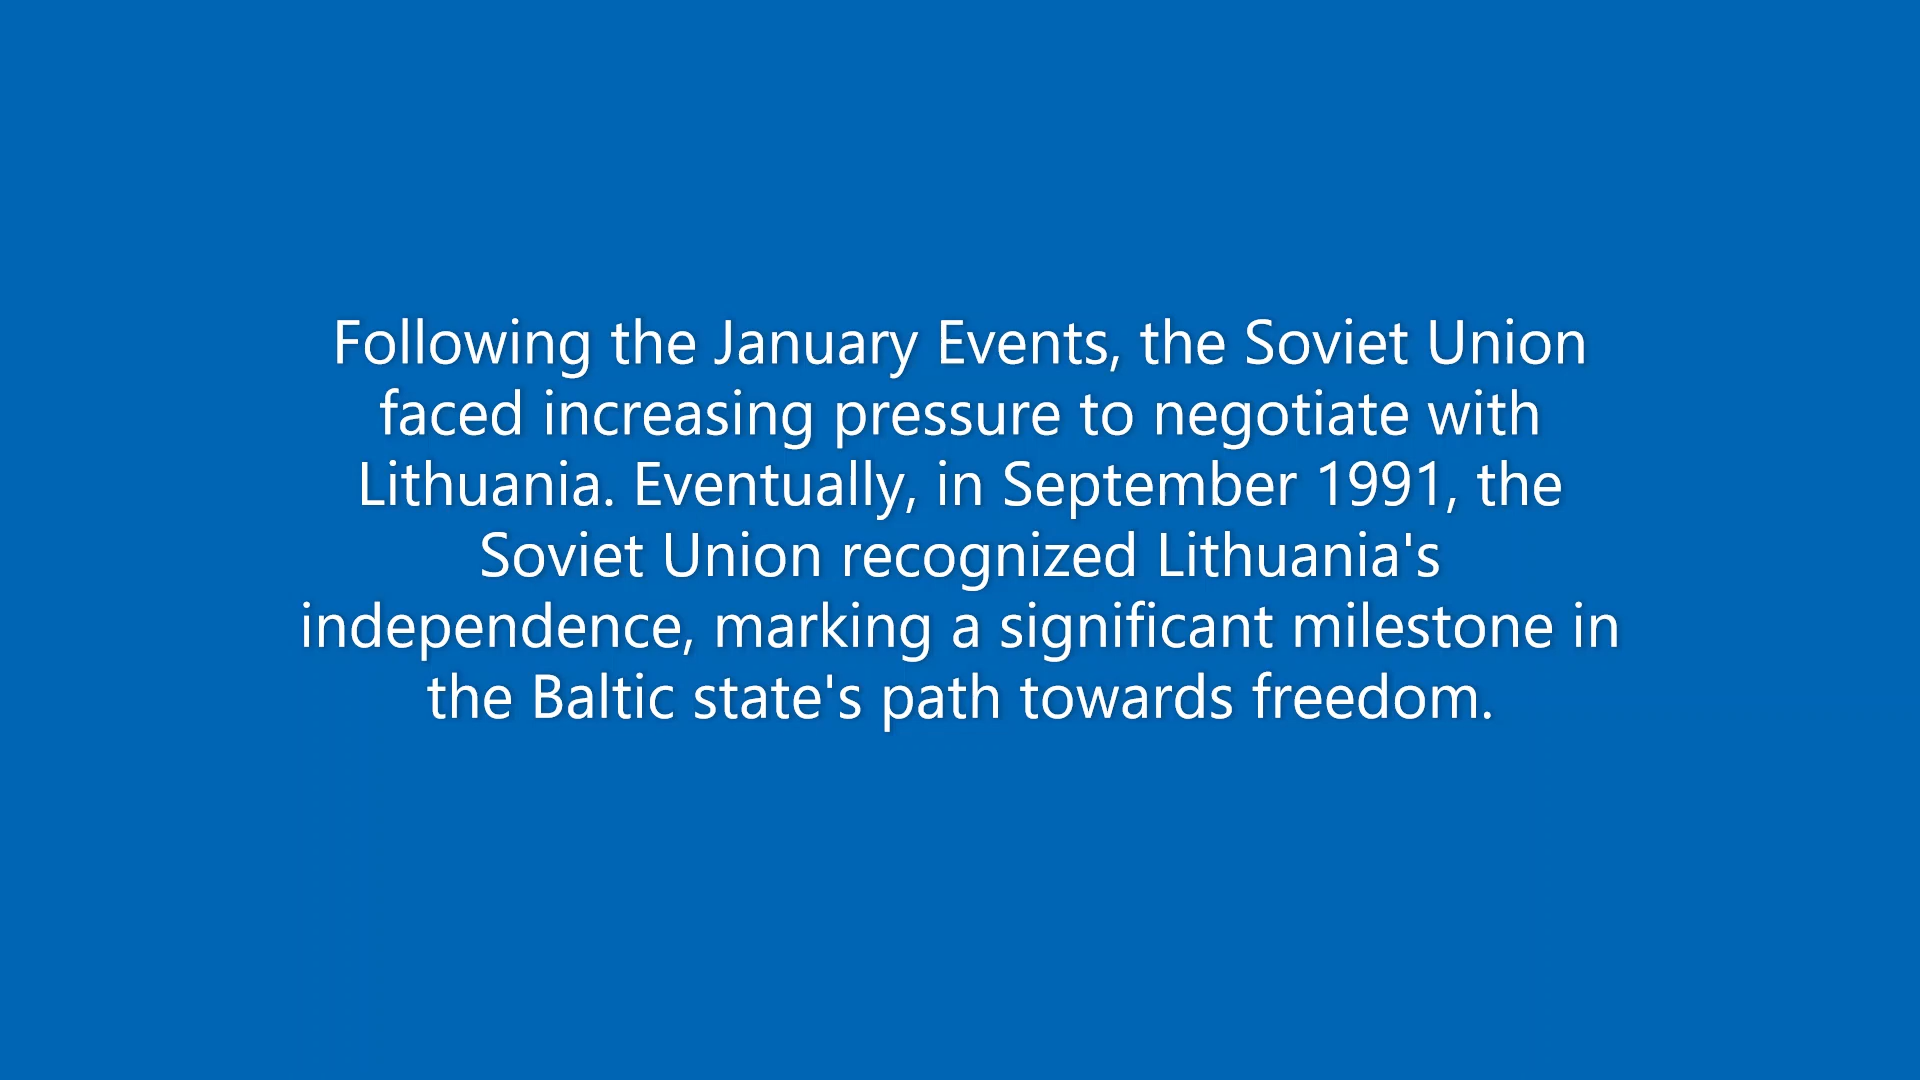 Following the January Events, the Soviet Union
faced increasing pressure to negotiate with
Lithuania. Eventually, in September 1991, the
Soviet Union recognized Lithuania's
independence, marking a significant milestone in
the Baltic state's path towards freedom.